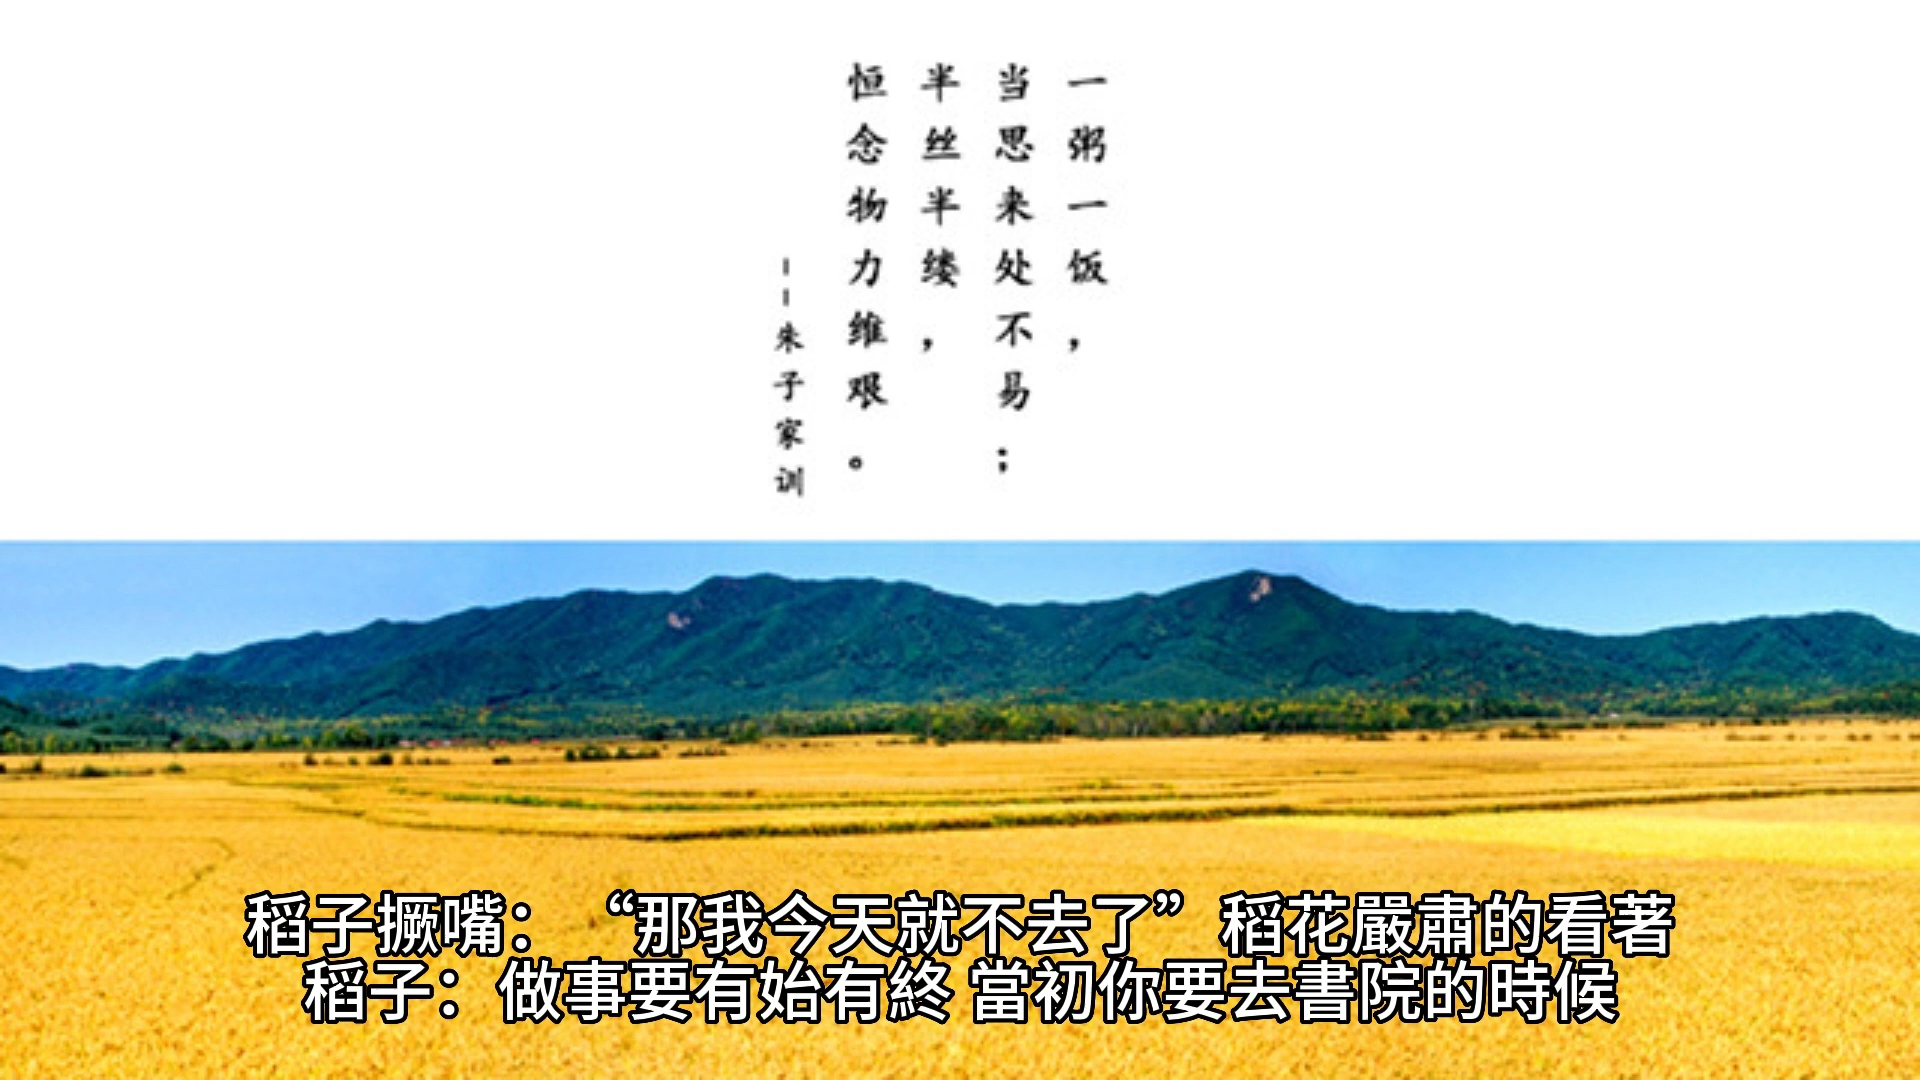 一粥一饭，
当思来处不易；
半丝半缕，
恒念物力维艰。
--朱子家训
稻子撅嘴：“那我今天就不去了”稻花嚴肅的看著
稻子：做事要有始有終 當初你要去書院的時候